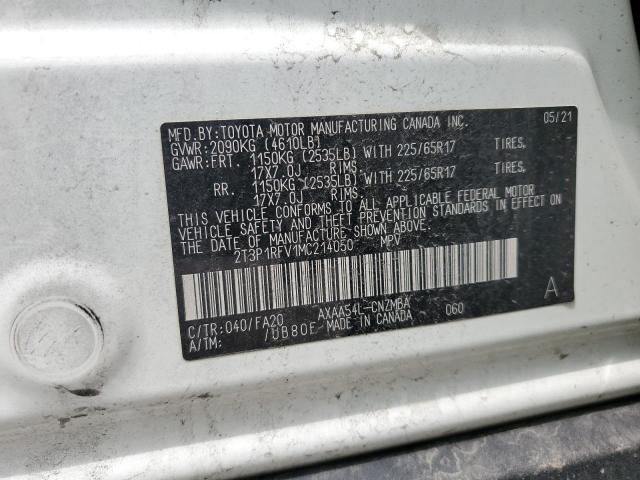 MFD.BY:TOYOTA MOTOR MANUFACTURING CANADA INC. 05/21
GVWR:2090KG (4610LB)
GAWR:FRT. 1150KG (2535LB) WITH 225/65R17 TIRES,
17X7.0J RIMS.
RR. 1150KG (2535LB) WITH 225/65R17 TIRES,
17X7.0J RIMS.
THIS VEHICLE CONFORMS TO ALL APPLICABLE FEDERAL MOTOR
VEHICLE SAFETY AND THEFT PREVENTION STANDARDS IN EFFECT ON
THE DATE OF MANUFACTURE SHOWN ABOVE.
2T3P1RFV1MC214050 MPV
A
C/TR:040/FA20 AXAA54L-CNZMBA 060
A/TM: /UB80F MADE IN CANADA